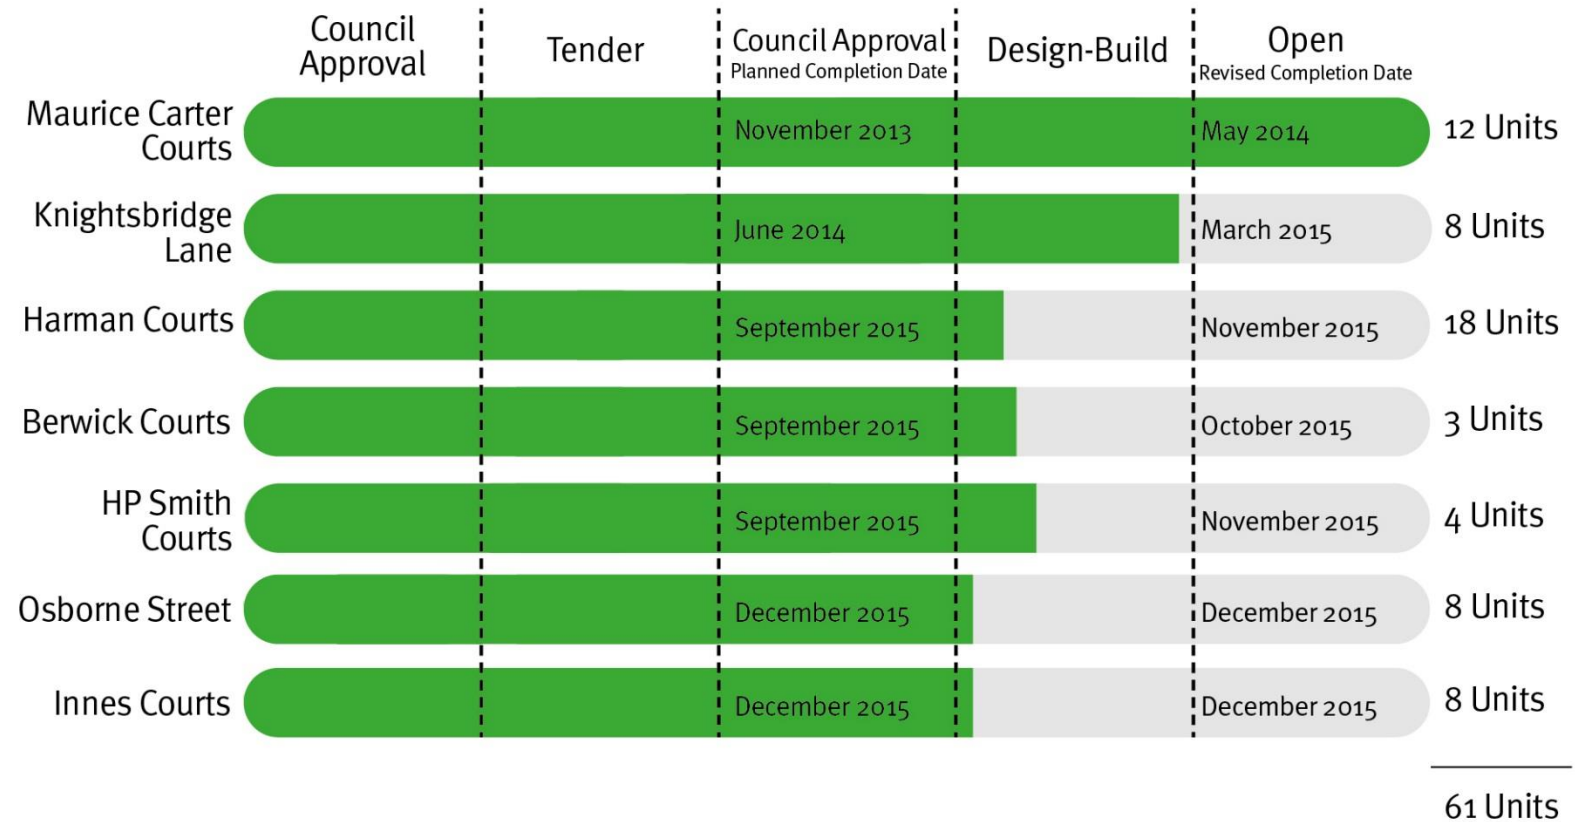 Council
Approval
Tender
Council Approval
Planned Completion Date
Design-Build
Open
Revised Completion Date
Maurice Carter
Courts
November 2013
May 2014
12 Units
Knightsbridge
Lane
June 2014
March 2015
8 Units
Harman Courts
September 2015
November 2015
18 Units
Berwick Courts
September 2015
October 2015
3 Units
HP Smith
Courts
September 2015
November 2015
4 Units
Osborne Street
December 2015
December 2015
8 Units
Innes Courts
December 2015
December 2015
8 Units
61 Units